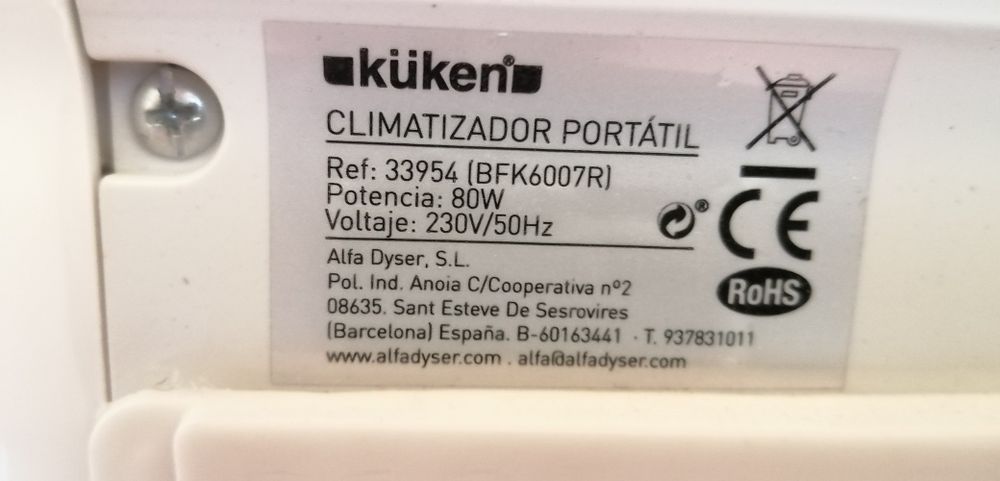 küken®
CLIMATIZADOR PORTÁTIL
Ref: 33954 (BFK6007R)
Potencia: 80W
Voltaje: 230V/50Hz
® CE
RoHS
Alfa Dyser, S.L.
Pol. Ind. Anoia C/Cooperativa nº2
08635. Sant Esteve De Sesrovires
(Barcelona) España. B-60163441 · T. 937831011
www.alfadyser.com . alfa@alfadyser.com